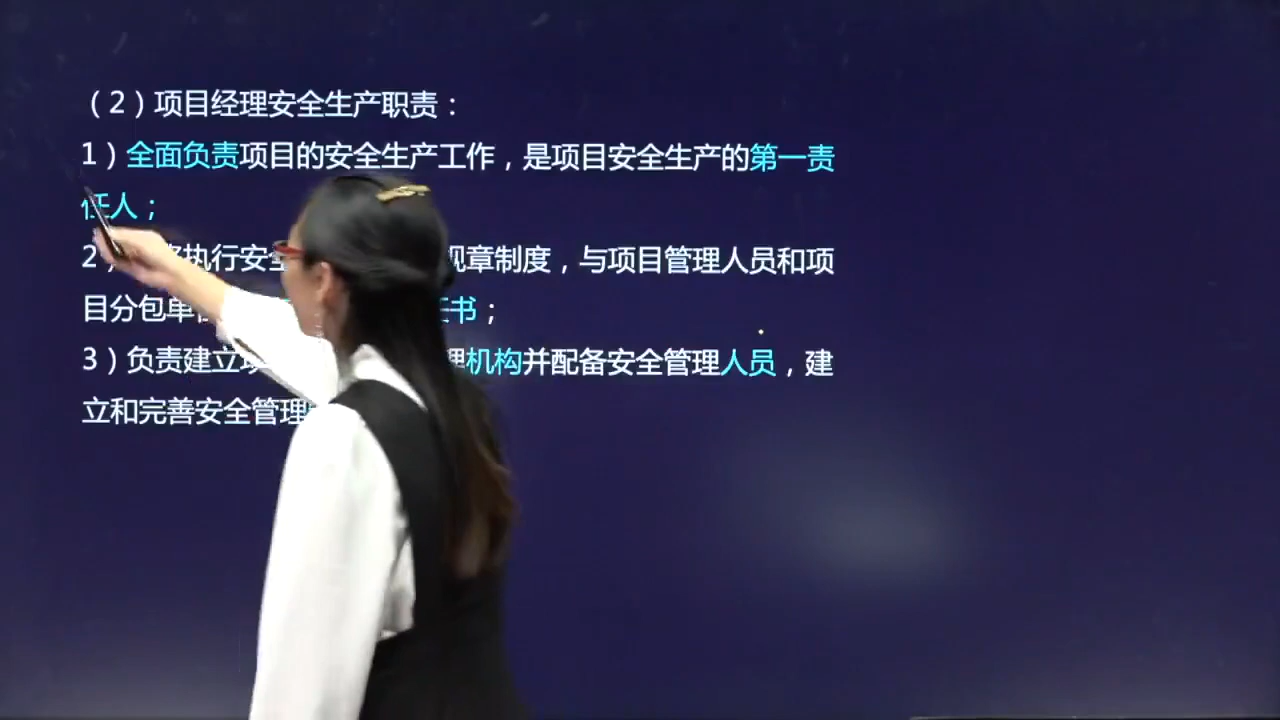 （2）项目经理安全生产职责：
1）全面负责项目的安全生产工作，是项目安全生产的第一责
任人；
2） 执行安全 规章制度，与项目管理人员和项
目分包单 书；
3）负责建立 机构并配备安全管理人员，建
立和完善安全管理